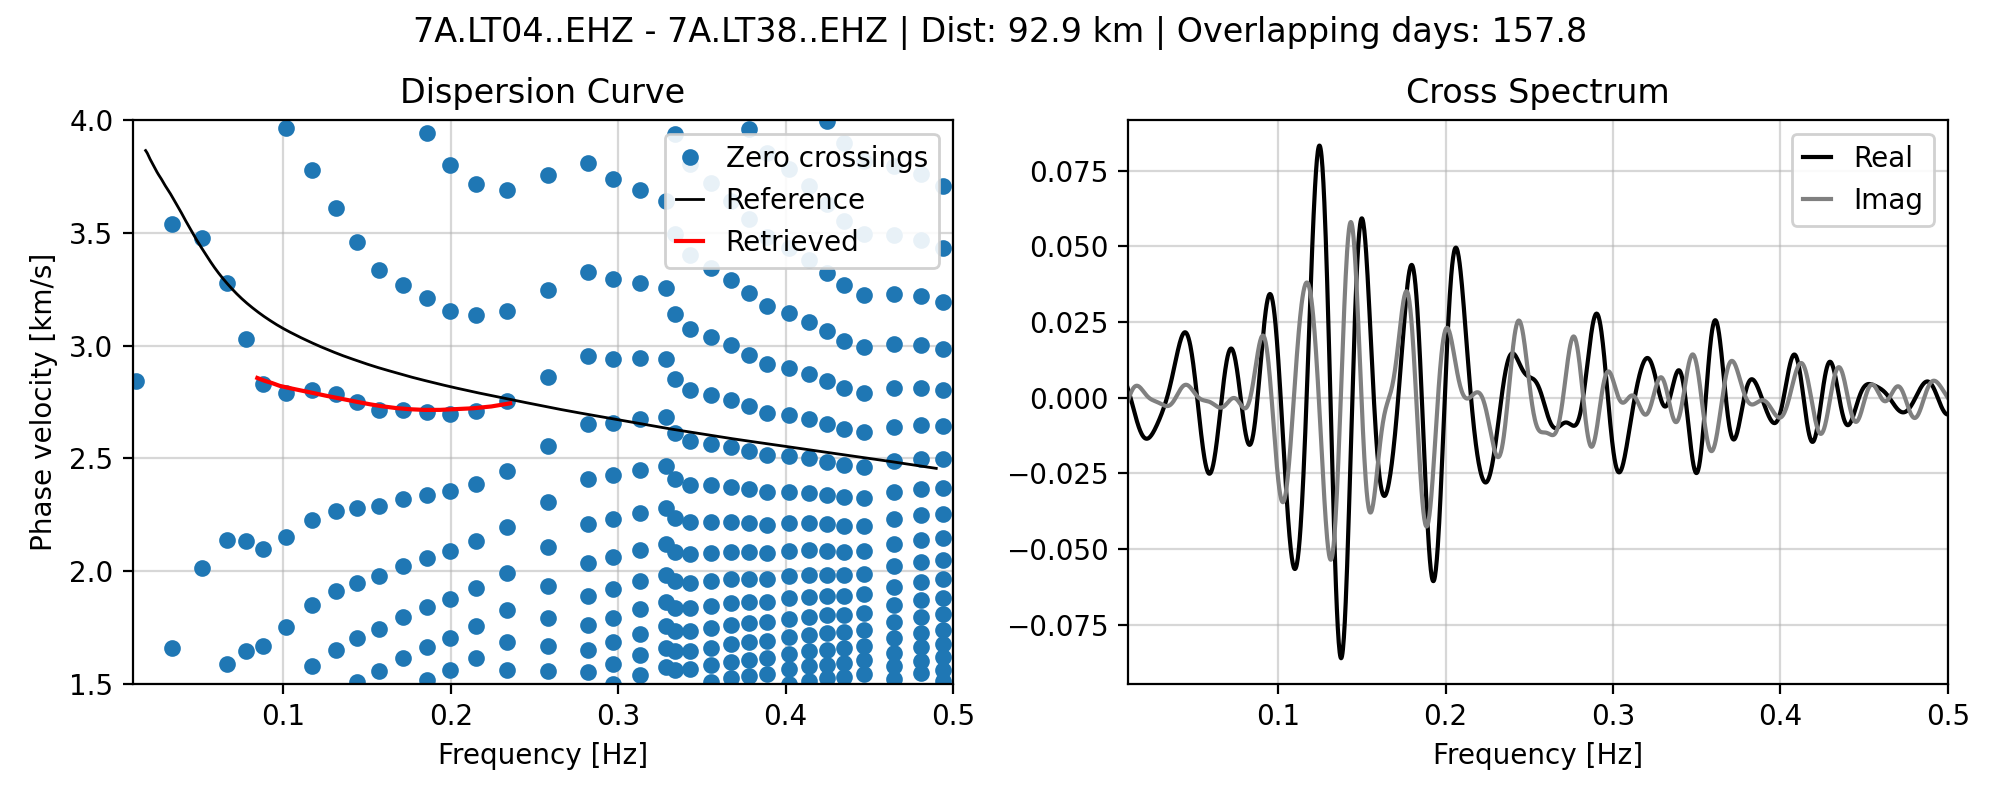 7A.LT04..EHZ - 7A.LT38..EHZ | Dist: 92.9 km | Overlapping days: 157.8
Dispersion Curve
Phase velocity [km/s]
4.0
3.5
3.0
2.5
2.0
1.5
Zero crossings
Reference
Retrieved
0.1 0.2 0.3 0.4 0.5
Frequency [Hz]
Cross Spectrum
0.075
0.050
0.025
0.000
−0.025
−0.050
−0.075
Real
Imag
0.1 0.2 0.3 0.4 0.5
Frequency [Hz]